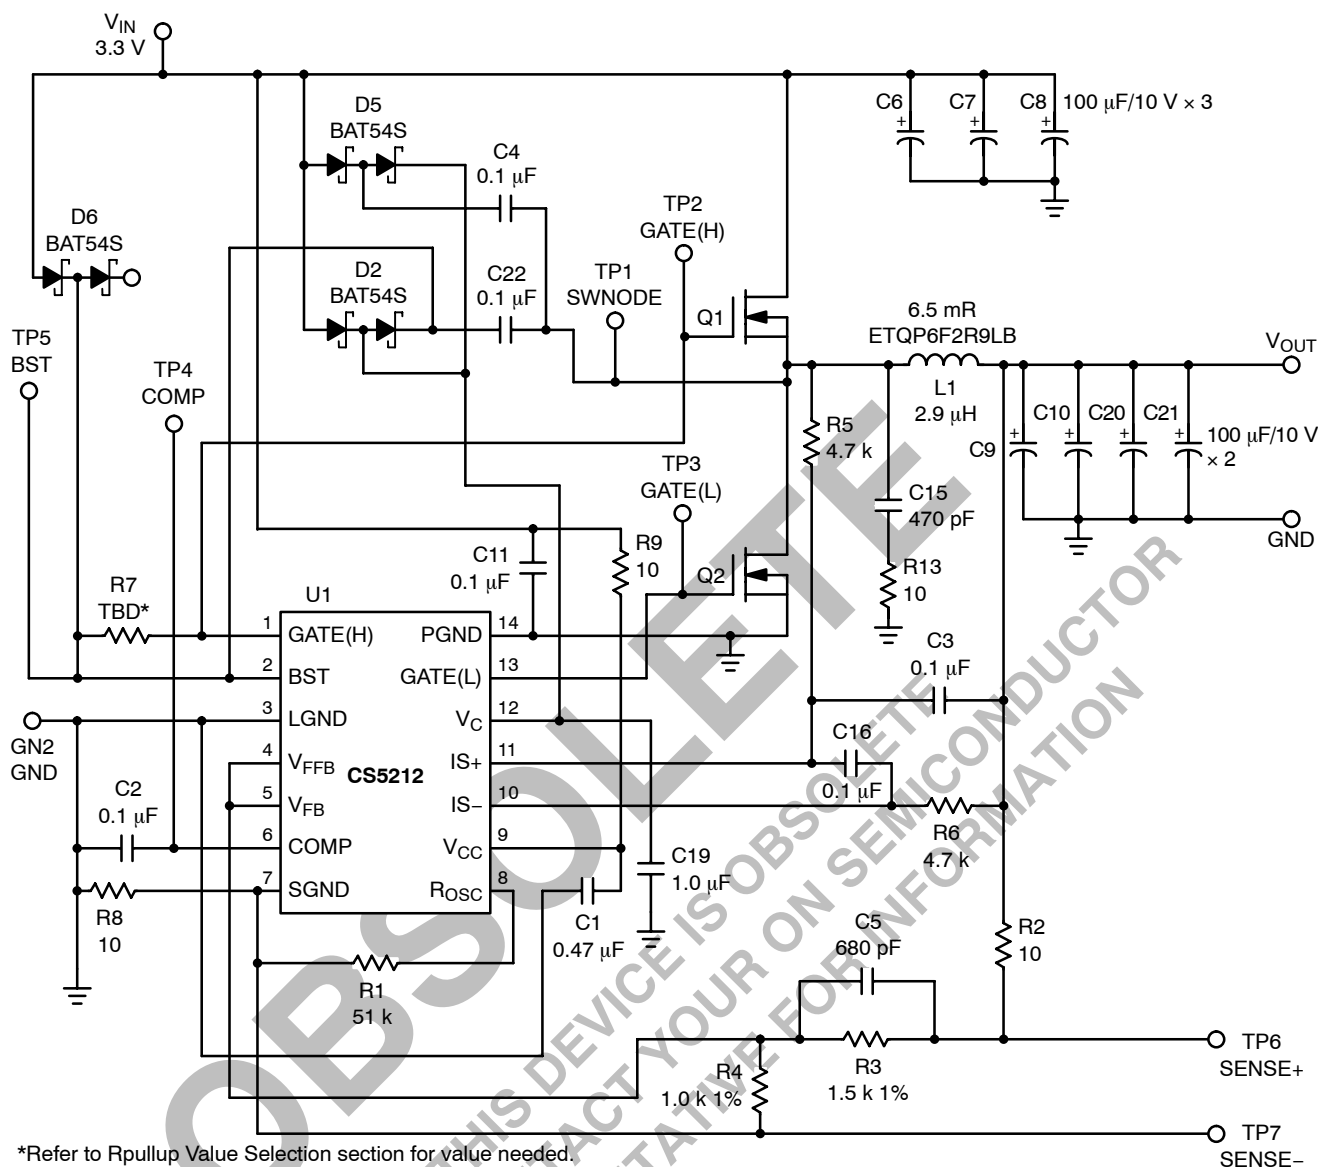 V_IN
3.3 V
D5
BAT54S
C4
0.1 μF
C6
C7
C8
100 μF/10 V × 3
D6
BAT54S
TP2
GATE(H)
D2
BAT54S
C22
0.1 μF
TP1
SWNODE
Q1
6.5 mR
ETQP6F2R9LB
L1
2.9 μH
V_OUT
TP5
BST
TP4
COMP
R5
4.7 k
C9
C10
C20
C21
100 μF/10 V
× 2
TP3
GATE(L)
C15
470 pF
GND
C11
0.1 μF
R9
10
Q2
R13
10
R7
TBD*
U1
1
GATE(H)
PGND
14
2
BST
GATE(L)
13
3
LGND
V_C
12
4
V_FFB
IS+
11
5
V_FB
IS−
10
6
COMP
V_CC
9
7
SGND
R_OSC
8
CS5212
C3
0.1 μF
GN2
GND
C16
0.1 μF
C2
0.1 μF
R6
4.7 k
C19
1.0 μF
R8
10
C1
0.47 μF
R1
51 k
C5
680 pF
R2
10
R4
1.0 k 1%
R3
1.5 k 1%
TP6
SENSE+
TP7
SENSE−
*Refer to Rpullup Value Selection section for value needed.
OBSOLETE
THIS DEVICE IS OBSOLETE
TACT YOUR ON SEMICONDUCTOR
TATIVE FOR INFORMATION